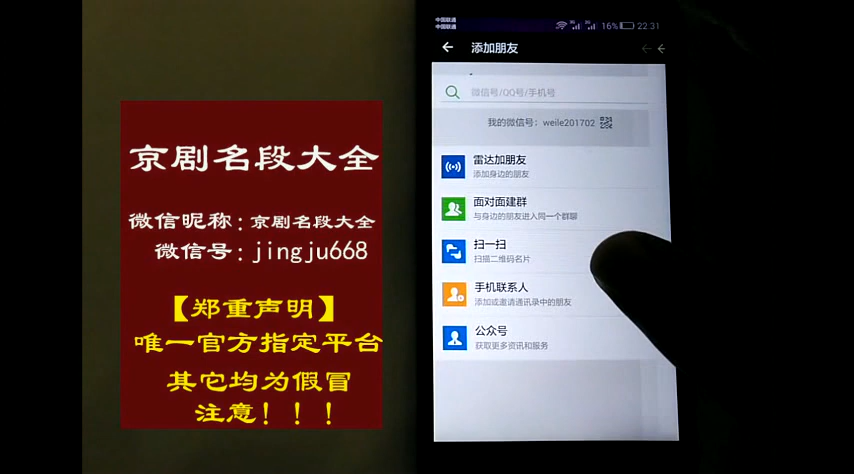 京剧名段大全
微信昵称：京剧名段大全
微信号：jingju668
【郑重声明】
唯一官方指定平台
其它均为假冒
注意！！！
中国联通
中国联通
16% 22:31
添加朋友
微信号/QQ号/手机号
我的微信号：weile201702
雷达加朋友
添加身边的朋友
面对面建群
与身边的朋友进入同一个群聊
扫一扫
扫描二维码名片
手机联系人
添加或邀请通讯录中的朋友
公众号
获取更多资讯和服务